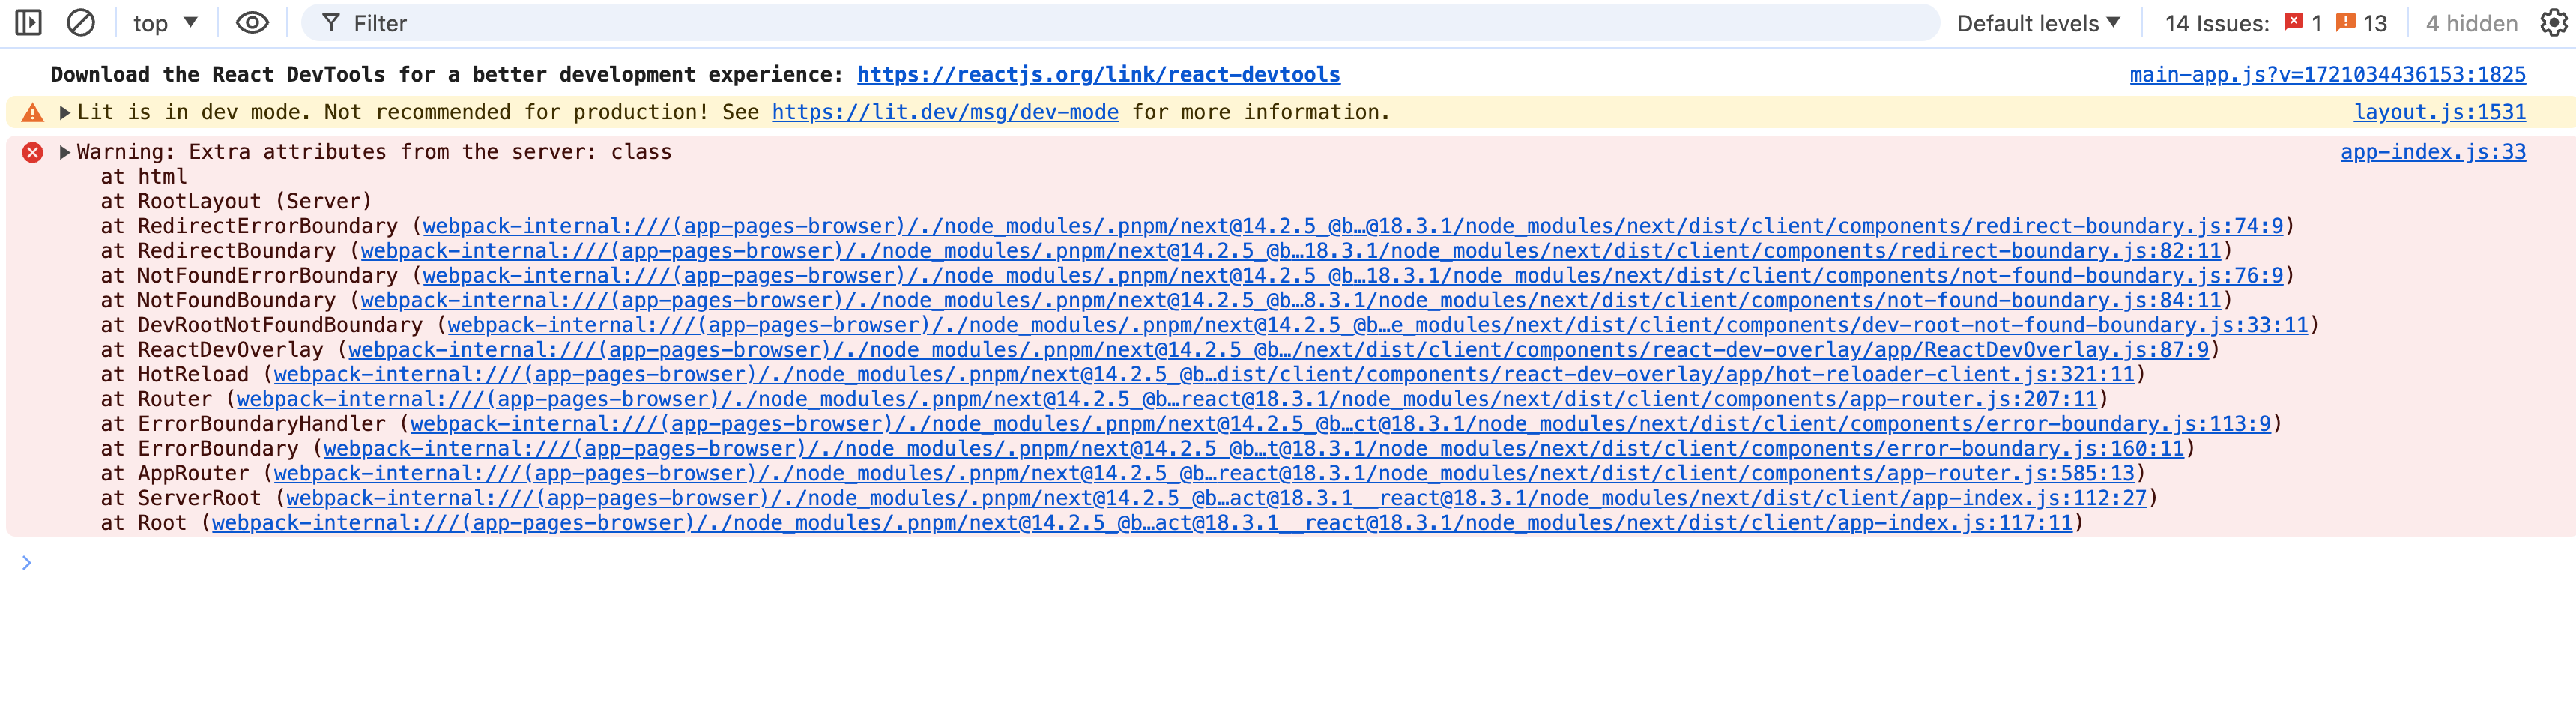 top ▼ Filter Default levels ▼ 14 Issues: 1 13 4 hidden
Download the React DevTools for a better development experience: https://reactjs.org/link/react-devtools main-app.js?v=1721034436153:1825
▶Lit is in dev mode. Not recommended for production! See https://lit.dev/msg/dev-mode for more information. layout.js:1531
▶Warning: Extra attributes from the server: class app-index.js:33
at html
at RootLayout (Server)
at RedirectErrorBoundary (webpack-internal:///(app-pages-browser)/./node_modules/.pnpm/next@14.2.5_@b…@18.3.1/node_modules/next/dist/client/components/redirect-boundary.js:74:9)
at RedirectBoundary (webpack-internal:///(app-pages-browser)/./node_modules/.pnpm/next@14.2.5_@b…18.3.1/node_modules/next/dist/client/components/redirect-boundary.js:82:11)
at NotFoundErrorBoundary (webpack-internal:///(app-pages-browser)/./node_modules/.pnpm/next@14.2.5_@b…18.3.1/node_modules/next/dist/client/components/not-found-boundary.js:76:9)
at NotFoundBoundary (webpack-internal:///(app-pages-browser)/./node_modules/.pnpm/next@14.2.5_@b…8.3.1/node_modules/next/dist/client/components/not-found-boundary.js:84:11)
at DevRootNotFoundBoundary (webpack-internal:///(app-pages-browser)/./node_modules/.pnpm/next@14.2.5_@b…e_modules/next/dist/client/components/dev-root-not-found-boundary.js:33:11)
at ReactDevOverlay (webpack-internal:///(app-pages-browser)/./node_modules/.pnpm/next@14.2.5_@b…/next/dist/client/components/react-dev-overlay/app/ReactDevOverlay.js:87:9)
at HotReload (webpack-internal:///(app-pages-browser)/./node_modules/.pnpm/next@14.2.5_@b…dist/client/components/react-dev-overlay/app/hot-reloader-client.js:321:11)
at Router (webpack-internal:///(app-pages-browser)/./node_modules/.pnpm/next@14.2.5_@b…react@18.3.1/node_modules/next/dist/client/components/app-router.js:207:11)
at ErrorBoundaryHandler (webpack-internal:///(app-pages-browser)/./node_modules/.pnpm/next@14.2.5_@b…ct@18.3.1/node_modules/next/dist/client/components/error-boundary.js:113:9)
at ErrorBoundary (webpack-internal:///(app-pages-browser)/./node_modules/.pnpm/next@14.2.5_@b…t@18.3.1/node_modules/next/dist/client/components/error-boundary.js:160:11)
at AppRouter (webpack-internal:///(app-pages-browser)/./node_modules/.pnpm/next@14.2.5_@b…react@18.3.1/node_modules/next/dist/client/components/app-router.js:585:13)
at ServerRoot (webpack-internal:///(app-pages-browser)/./node_modules/.pnpm/next@14.2.5_@b…act@18.3.1__react@18.3.1/node_modules/next/dist/client/app-index.js:112:27)
at Root (webpack-internal:///(app-pages-browser)/./node_modules/.pnpm/next@14.2.5_@b…act@18.3.1__react@18.3.1/node_modules/next/dist/client/app-index.js:117:11)